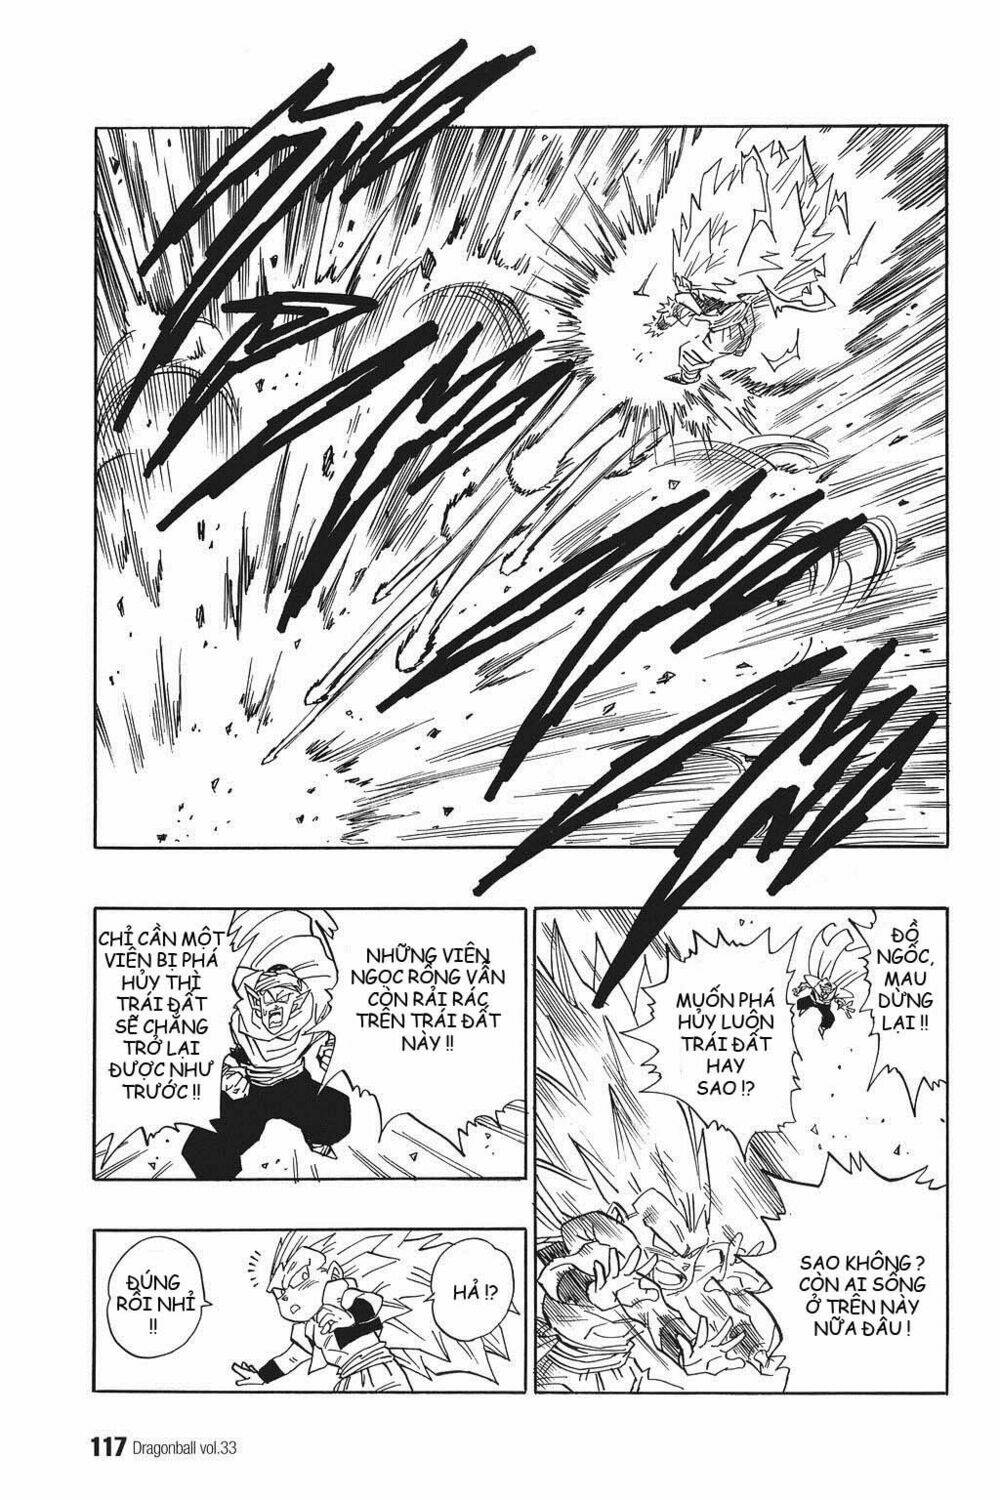 ĐỒ
NGỐC,
MAU
DỪNG
LẠI !!
MUỐN PHÁ
HỦY LUÔN
TRÁI ĐẤT
HAY
SAO !?
SAO KHÔNG ?
CÒN AI SỐNG
Ở TRÊN NÀY
NỮA ĐÂU !
NHỮNG VIÊN
NGỌC RỒNG VẪN
CÒN RẢI RÁC
TRÊN TRÁI ĐẤT
NÀY !!
CHỈ CẦN MỘT
VIÊN BỊ PHÁ
HỦY THÌ
TRÁI ĐẤT
SẼ CHẲNG
TRỞ LẠI
ĐƯỢC NHƯ
TRƯỚC !!
HẢ !?
ĐÚNG
RỒI NHỈ
!!
117 Dragonball vol.33